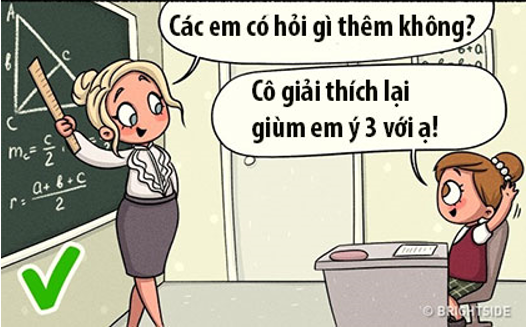 Các em có hỏi gì thêm không?
Cô giải thích lại
giùm em ý 3 với ạ!
A
B
C
C
m_c = c/2
r = a+b+c/2
© BRIGHTSIDE